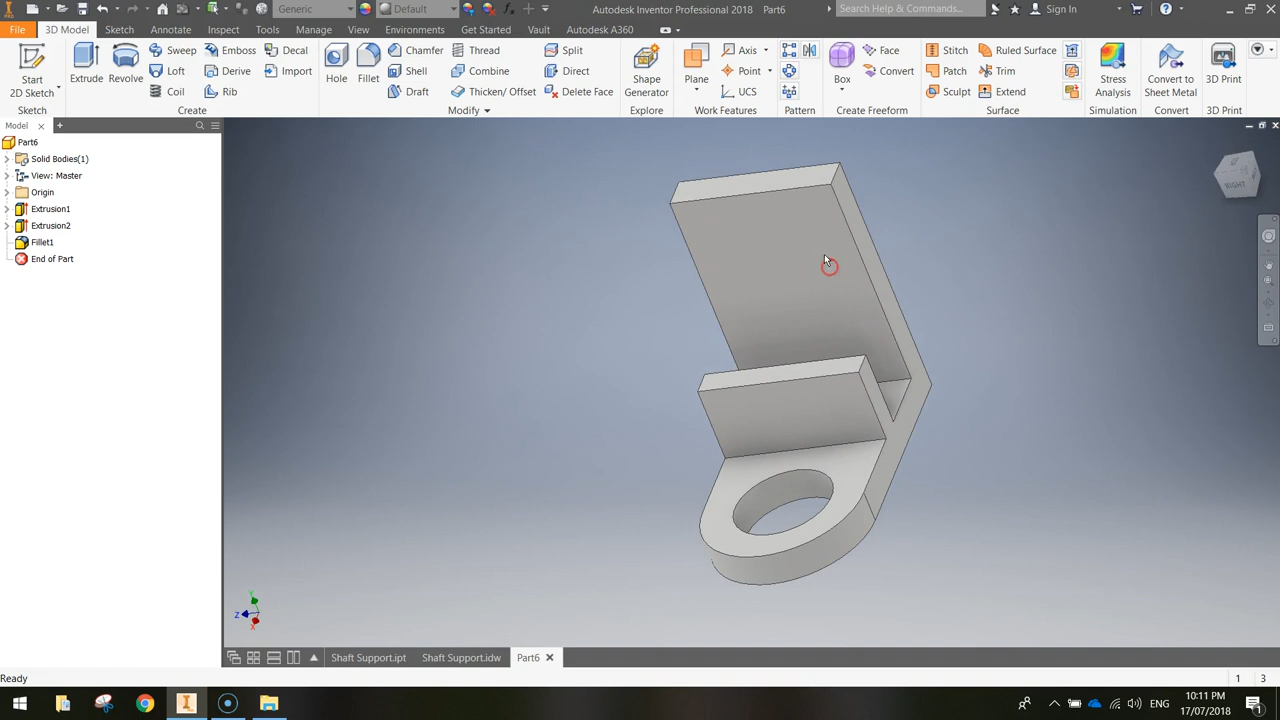 Generic
Default
Autodesk Inventor Professional 2018 Part6
Search Help & Commands...
Sign In
PRO
File 3D Model Sketch Annotate Inspect Tools Manage View Environments Get Started Vault Autodesk A360
Start
2D Sketch
Sketch
Extrude
Revolve
Sweep
Loft
Coil
Emboss
Derive
Rib
Decal
Import
Create
Hole
Fillet
Chamfer
Shell
Draft
Thread
Combine
Thicken/ Offset
Split
Direct
Delete Face
Modify
Shape
Generator
Explore
Plane
Axis
Point
UCS
Work Features
Pattern
Box
Face
Convert
Create Freeform
Stitch
Patch
Sculpt
Ruled Surface
Trim
Extend
Surface
Stress
Analysis
Simulation
Convert to
Sheet Metal
Convert
3D Print
3D Print
Model
Part6
Solid Bodies(1)
View: Master
Origin
Extrusion1
Extrusion2
Fillet1
End of Part
RIGHT
Y
Z
X
Shaft Support.ipt Shaft Support.idw Part6
Ready
1 3
ENG
10:11 PM
17/07/2018
1